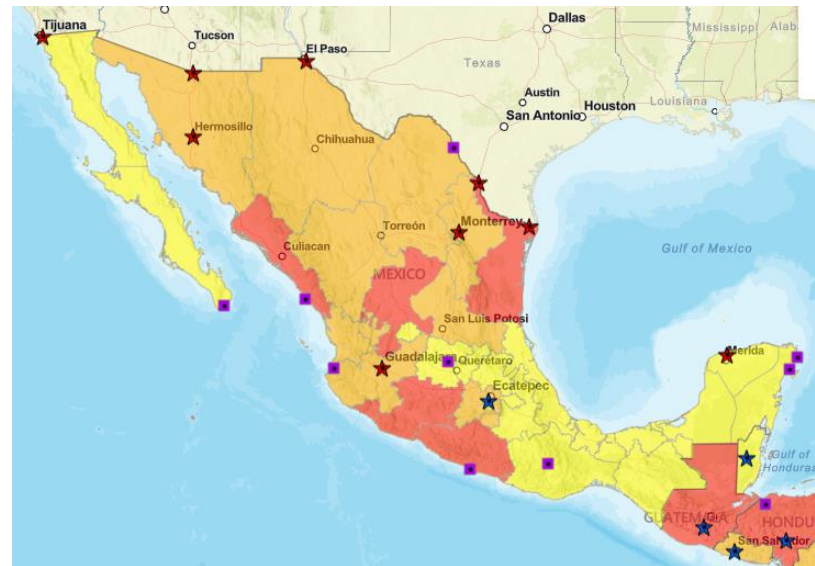 Dallas
Tijuana
Tucson
Mississippi
El Paso
Texas
Austin
Louisiana
San Antonio
Houston
Hermosillo
Chihuahua
Monterrey
Torreón
Culiacan
Gulf of Mexico
MEXICO
San Luis Potosi
Guadalajara
Querétaro
Merida
Ecatepec
Gulf of
Honduras
GUATEMALA
HONDU
San Salvador